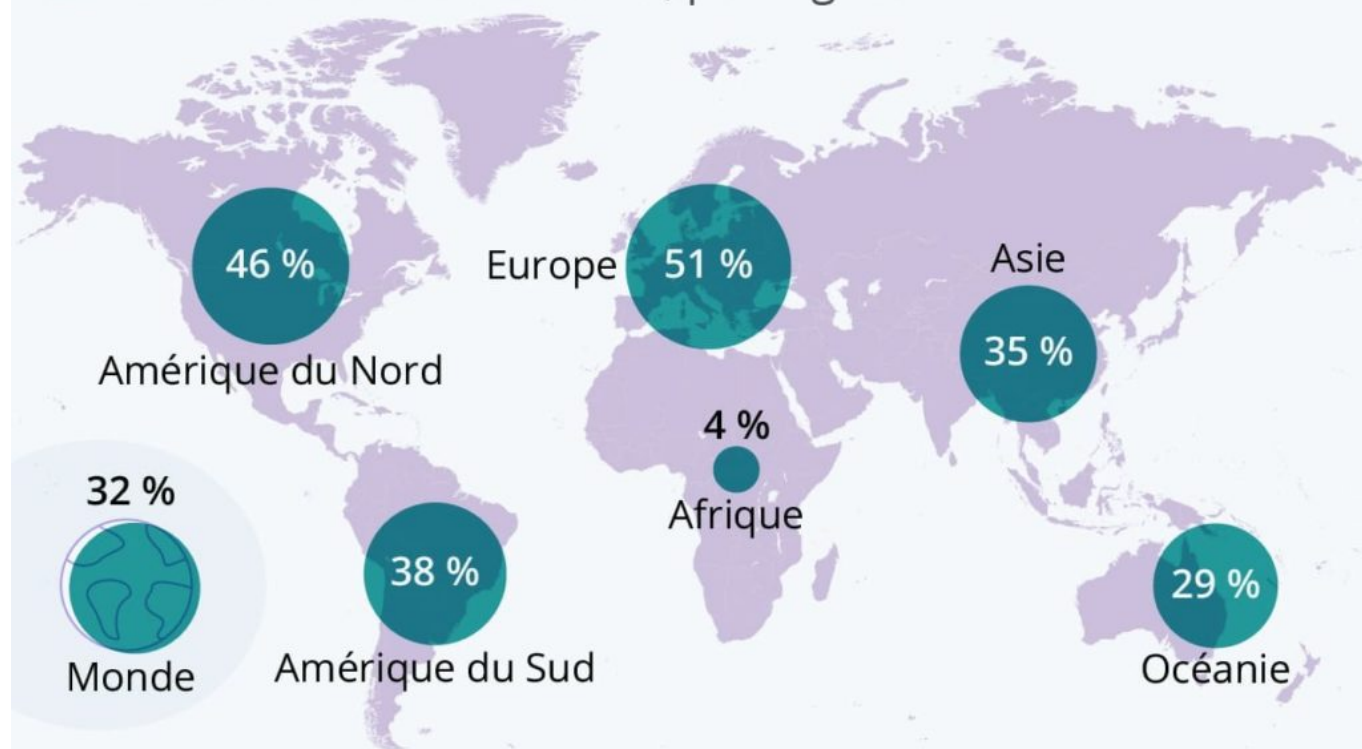 46 %
Amérique du Nord
Europe
51 %
Asie
35 %
4 %
Afrique
32 %
Monde
38 %
Amérique du Sud
29 %
Océanie